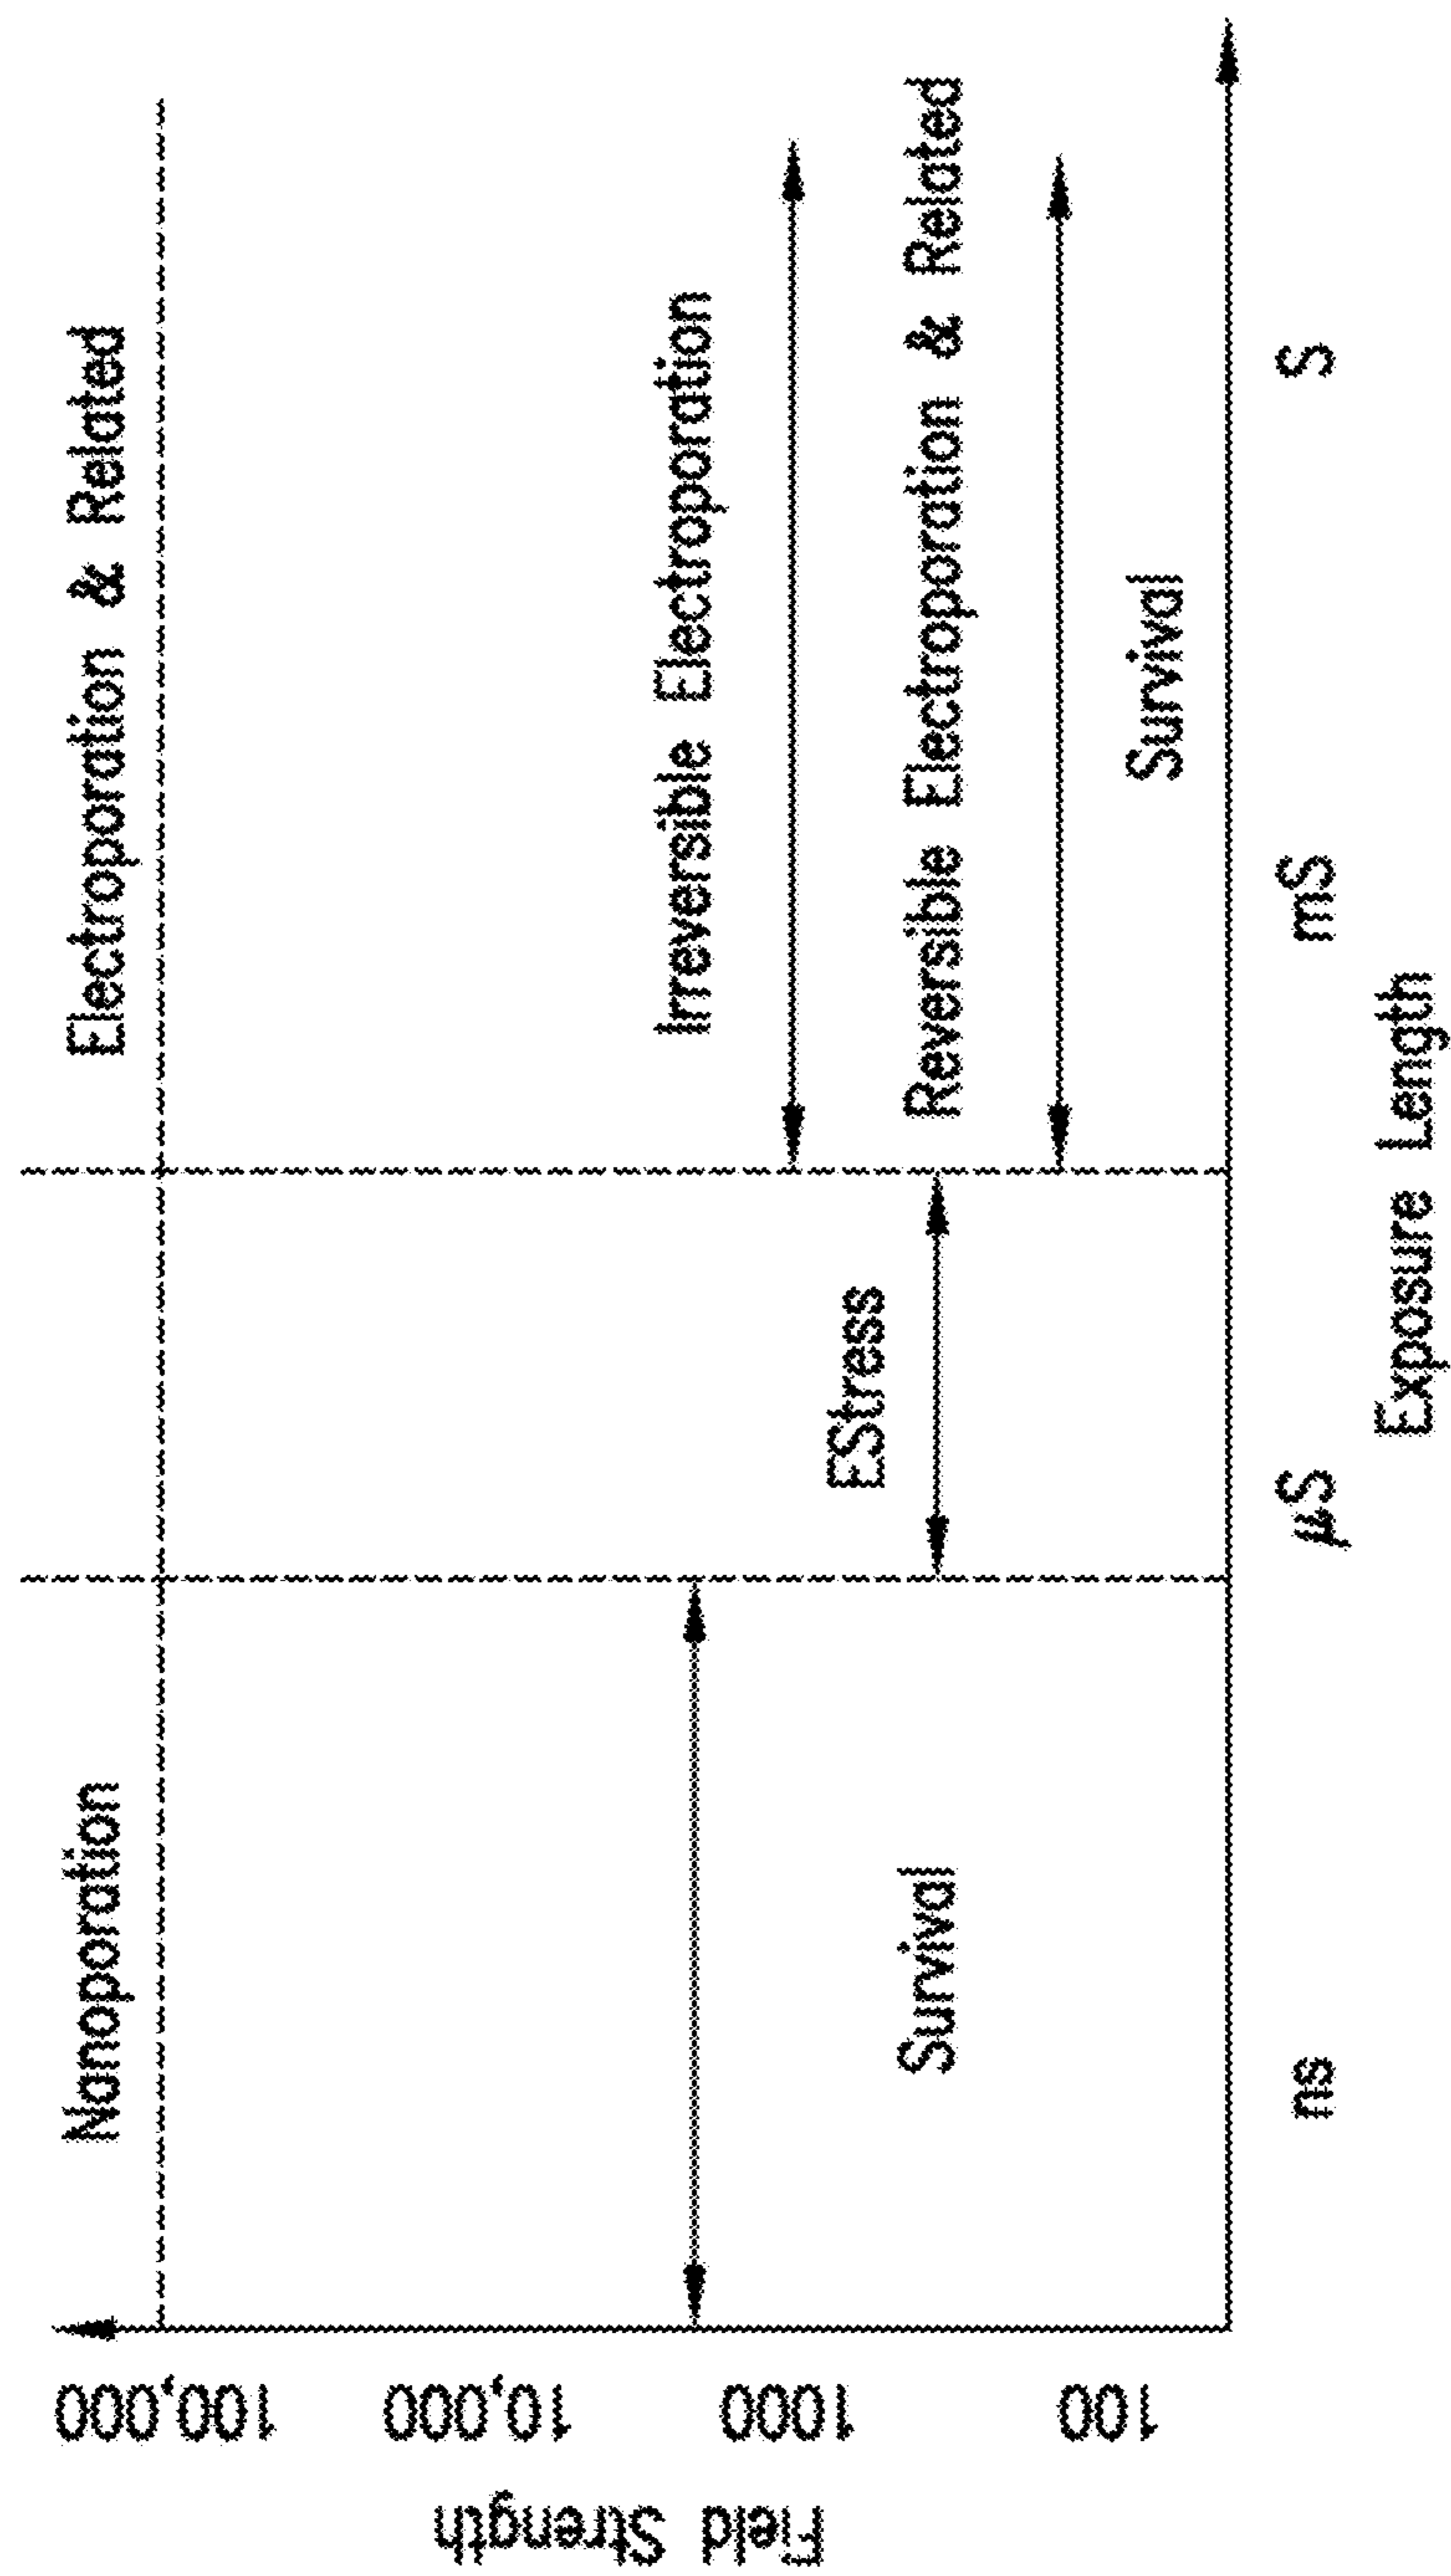 Nanoporation
Electroporation & Related
Irreversible Electroporation
EStress
Reversible Electroporation & Related
Survival
Survival
100,000
10,000
1000
100
Field Strength
ns
µS
mS
S
Exposure Length